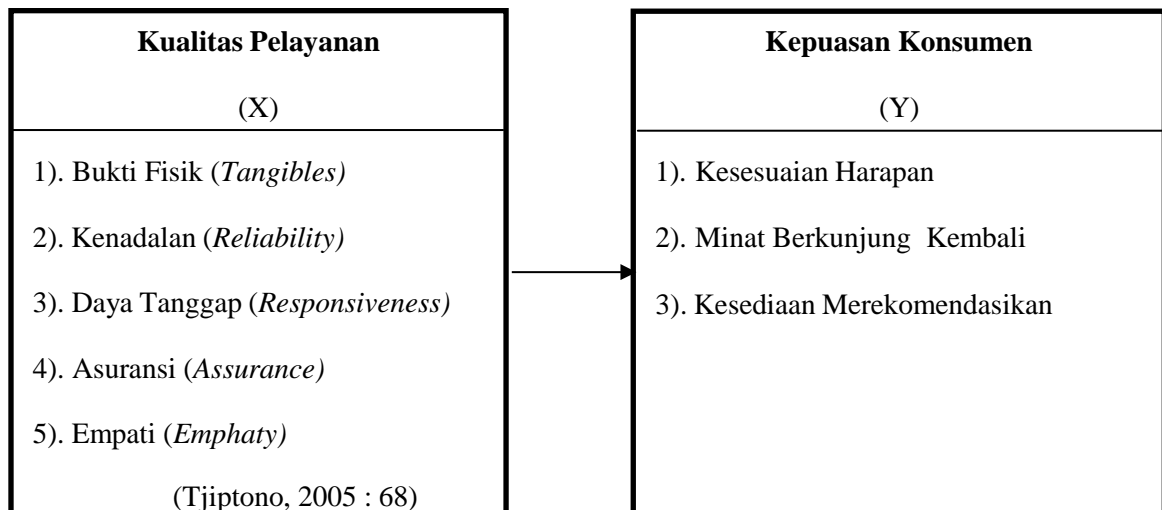 Kualitas Pelayanan
(X)
1). Bukti Fisik (Tangibles)
2). Kenadalan (Reliability)
3). Daya Tanggap (Responsiveness)
4). Asuransi (Assurance)
5). Empati (Emphaty)
(Tjiptono, 2005 : 68)
Kepuasan Konsumen
(Y)
1). Kesesuaian Harapan
2). Minat Berkunjung Kembali
3). Kesediaan Merekomendasikan